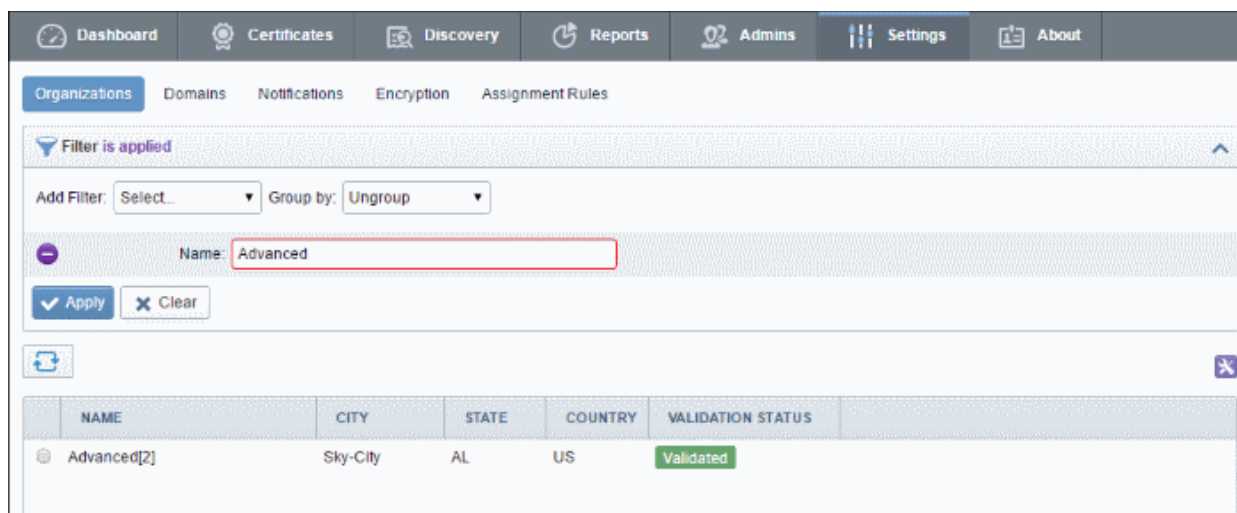 Dashboard Certificates Discovery Reports Admins Settings About
Organizations Domains Notifications Encryption Assignment Rules
Filter is applied
Add Filter: Select... Group by: Ungroup
Name: Advanced
Apply Clear
NAME CITY STATE COUNTRY VALIDATION STATUS
Advanced[2] Sky-City AL US Validated